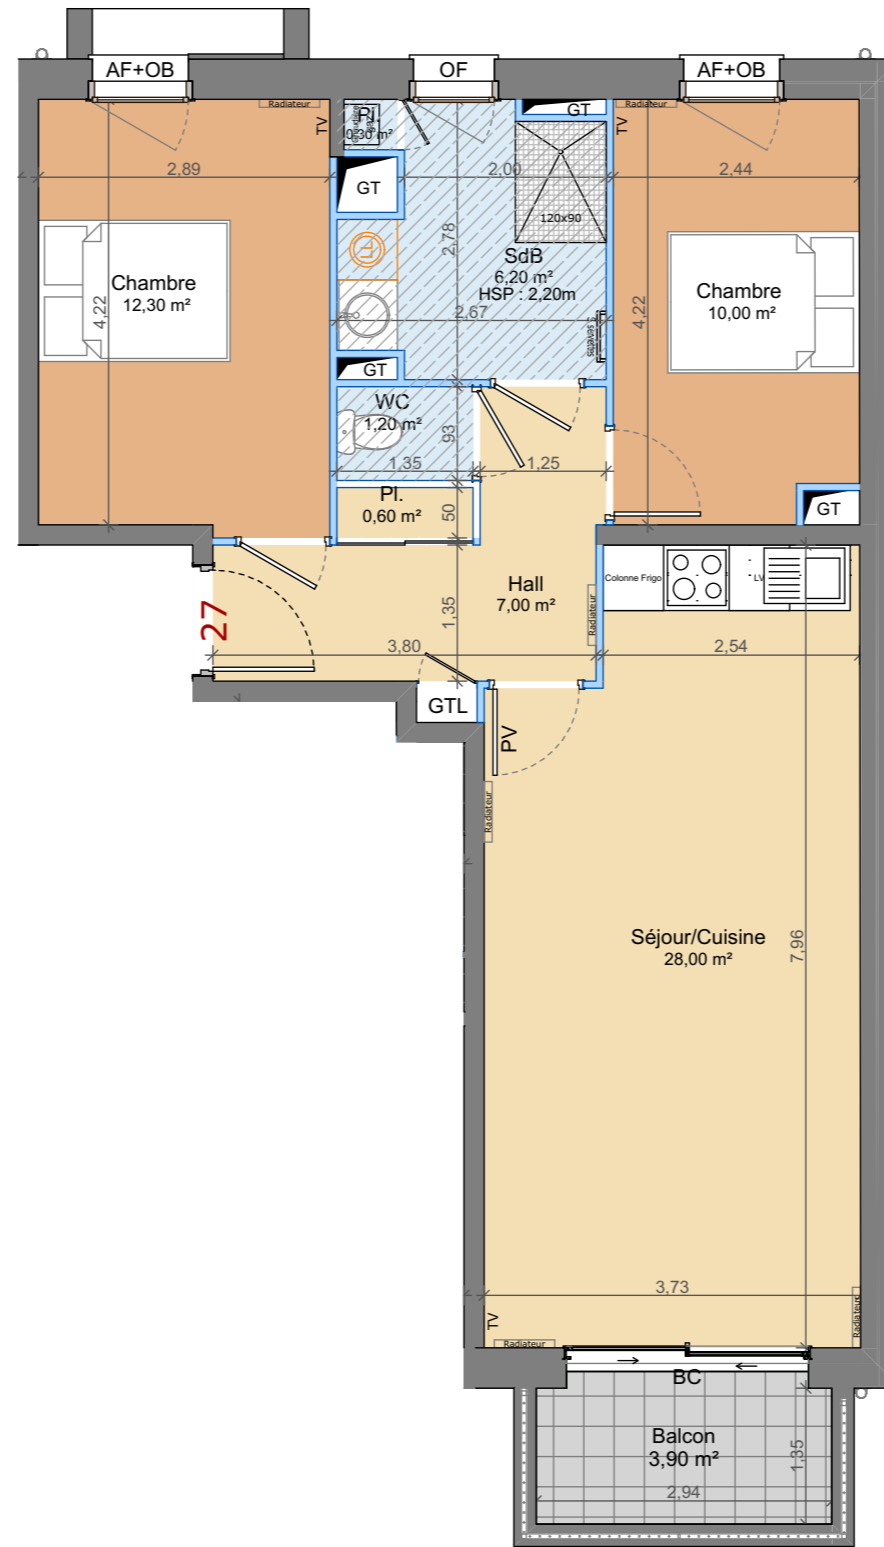 AF+OB
OF
AF+OB
Radiateur
TV
Pl.
0,30 m²
GT
TV
Radiateur
2,89
2,00
2,44
GT
120x90
LL
2,78
SdB
6,20 m²
HSP : 2,20m
Chambre
12,30 m²
4,22
Chambre
10,00 m²
4,22
2,67
GT
WC
1,20 m²
93
1,35
1,25
Pl.
0,60 m²
50
GT
27
1,35
Hall
7,00 m²
Radiateur
Colonne Frigo
LV
3,80
2,54
GTL
PV
Radiateur
Séjour/Cuisine
28,00 m²
7,96
3,73
TV
Radiateur
Radiateur
BC
Balcon
3,90 m²
1,35
2,94